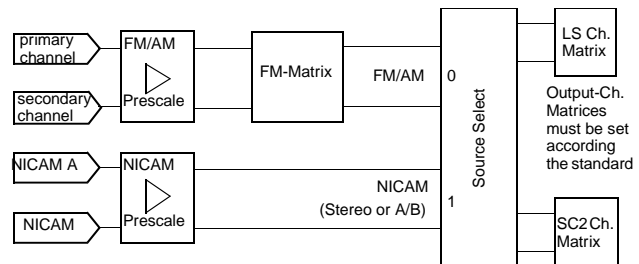 primary
channel
secondary
channel
FM/AM
Prescale
FM-Matrix
FM/AM
0
NICAM A
NICAM
NICAM
Prescale
NICAM
(Stereo or A/B)
1
Source Select
LS Ch.
Matrix
Output-Ch.
Matrices
must be set
according
the standard
SC2 Ch.
Matrix